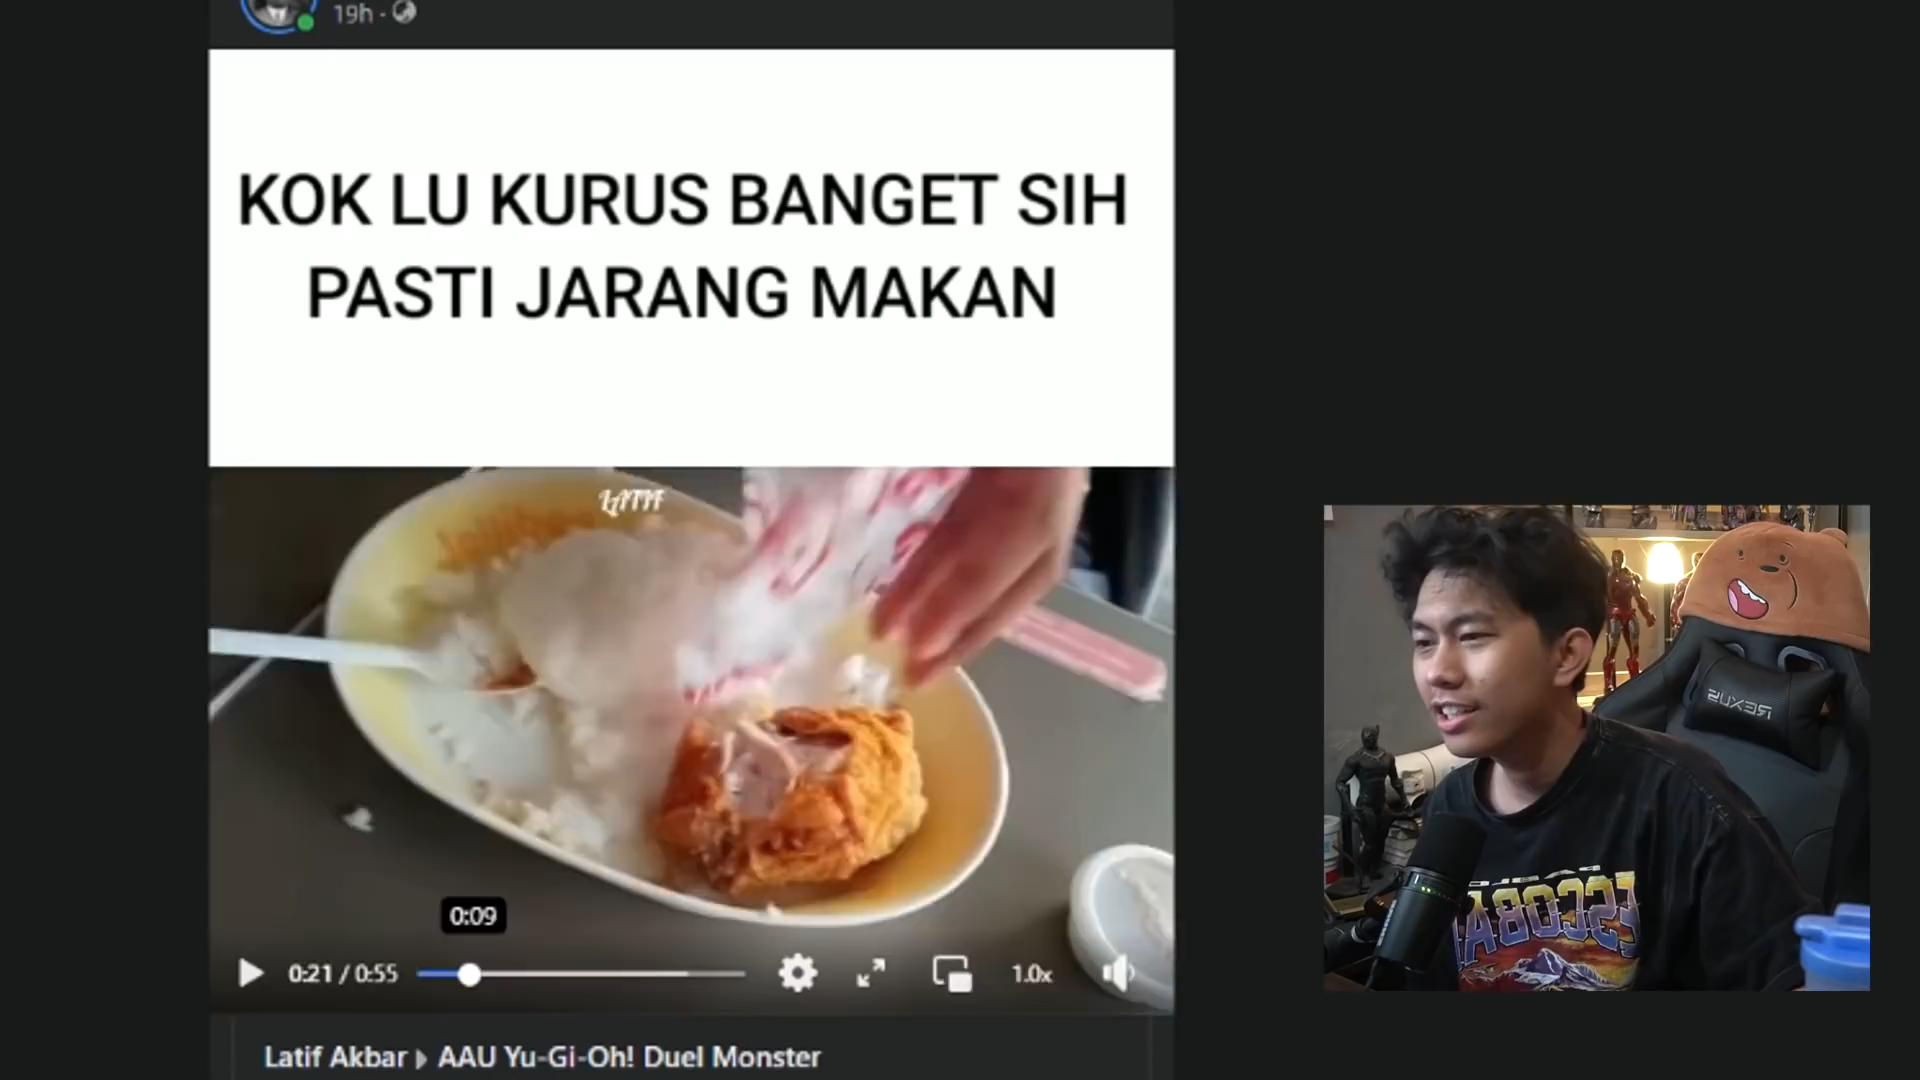 19h
KOK LU KURUS BANGET SIH
PASTI JARANG MAKAN
LATIF
0:09
0:21 / 0:55
1.0x
Latif Akbar ▸ AAU Yu-Gi-Oh! Duel Monster
REXUS